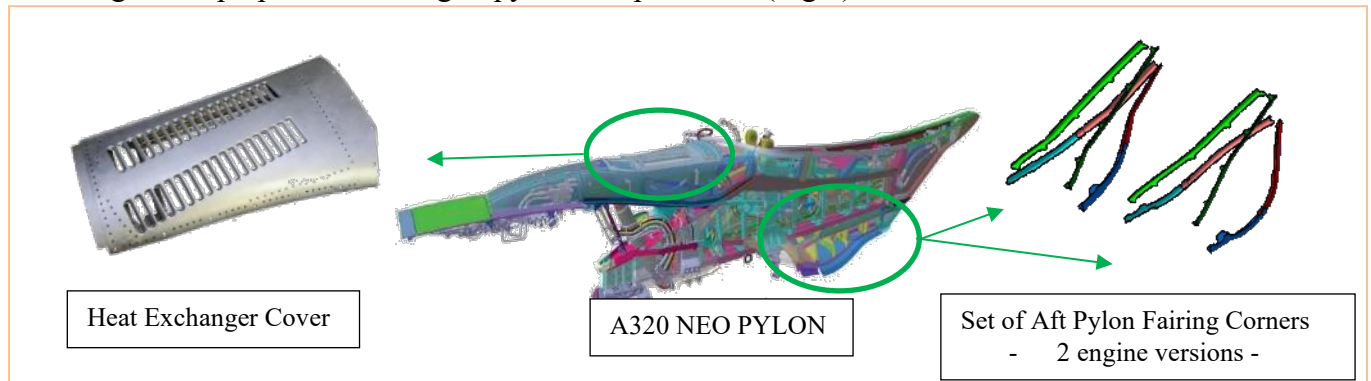 Heat Exchanger Cover
A320 NEO PYLON
Set of Aft Pylon Fairing Corners
- 2 engine versions -